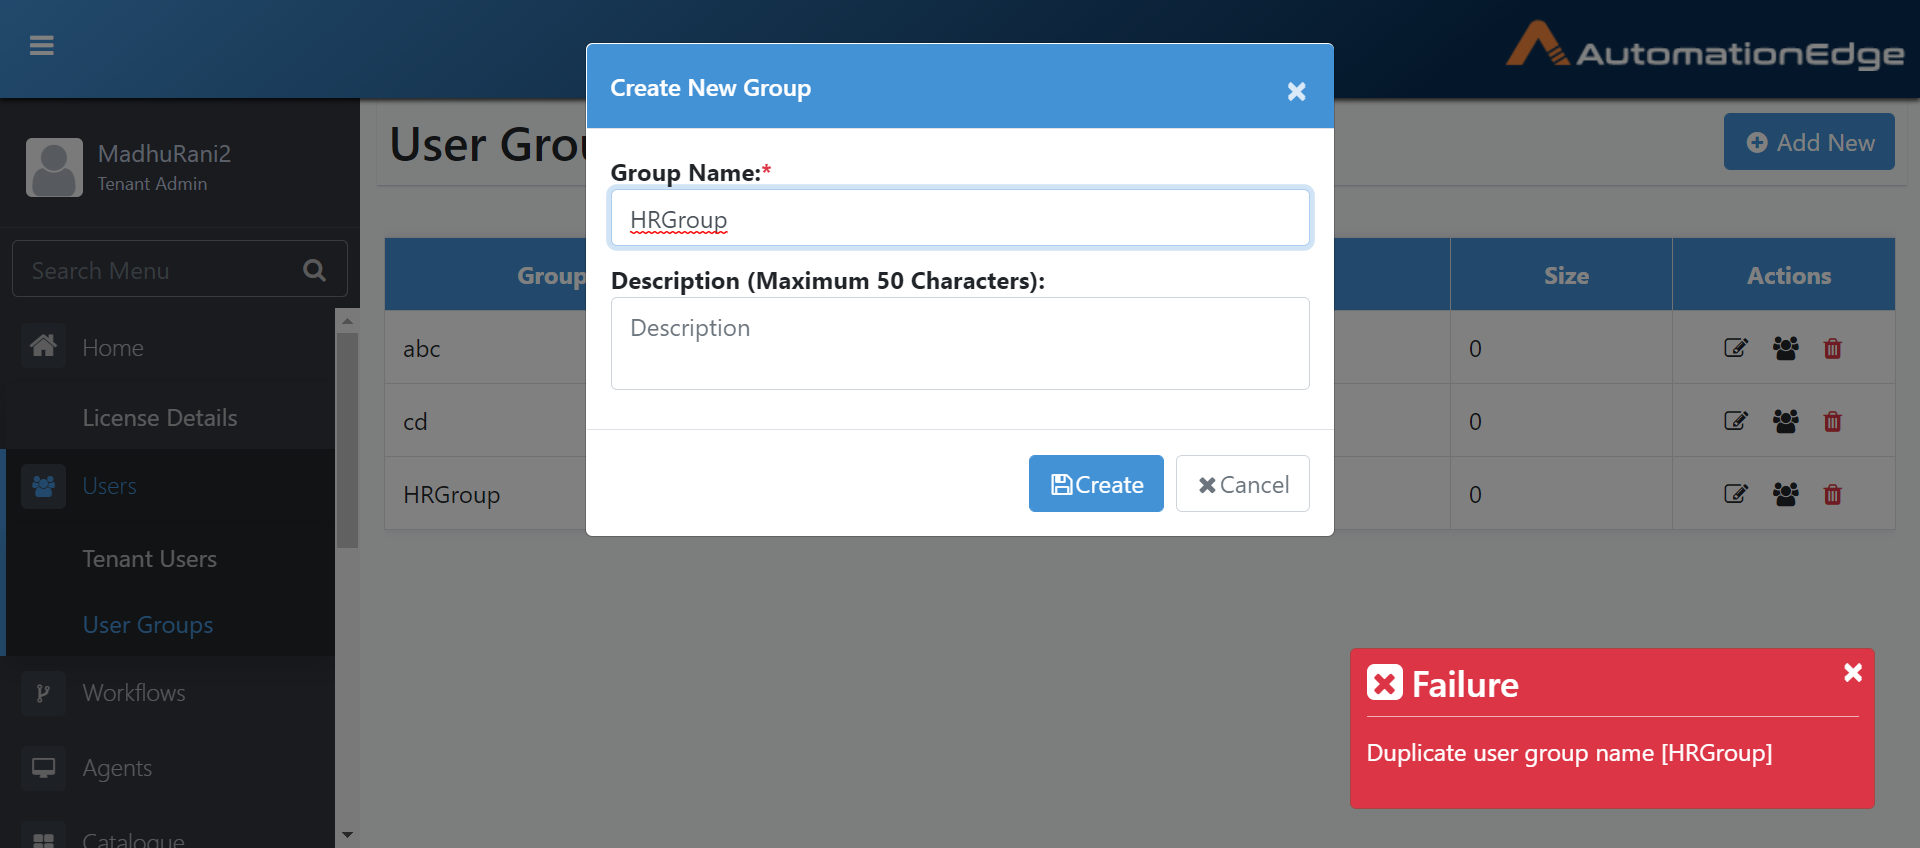 AutomationEdge
MadhuRani2
Tenant Admin
Search Menu
Home
License Details
Users
Tenant Users
User Groups
Workflows
Agents
Catalogue
User Grou
Add New
Group
Size
Actions
abc
0
cd
0
HRGroup
0
Create New Group
Group Name:*
HRGroup
Description (Maximum 50 Characters):
Description
Create
Cancel
Failure
Duplicate user group name [HRGroup]